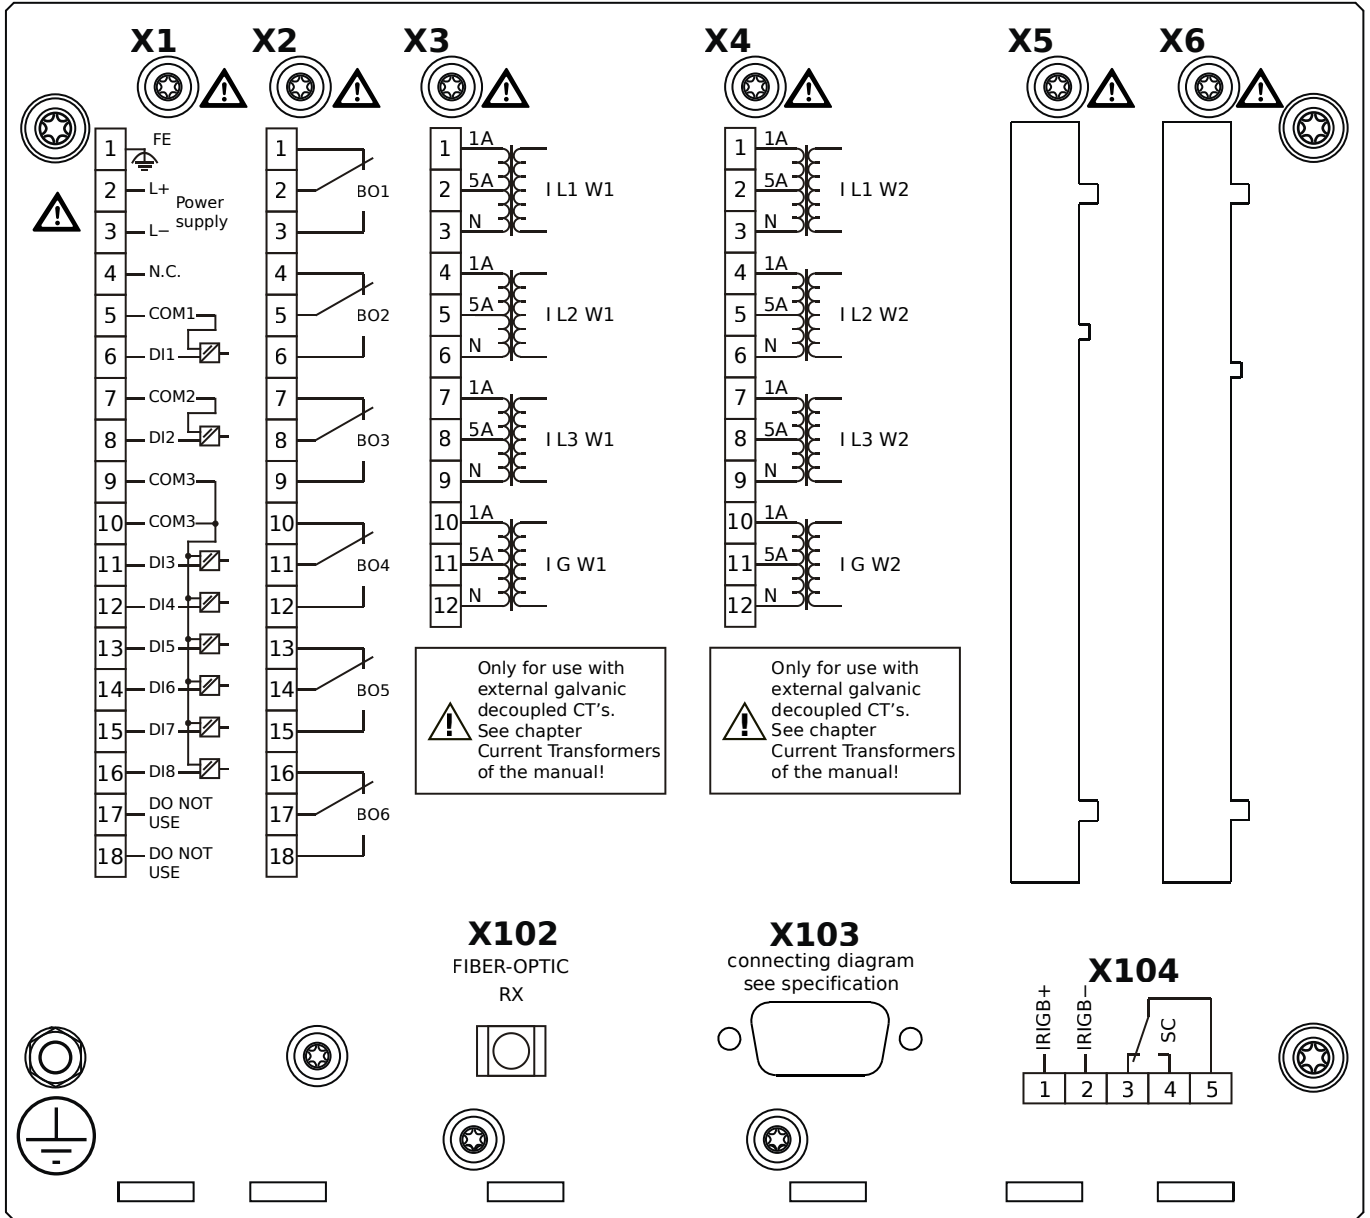 X1
X2
X3
X4
X5
X6
1
FE
2
L+
Power
supply
3
L−
4
N.C.
5
COM1
6
DI1
7
COM2
8
DI2
9
COM3
10
COM3
11
DI3
12
DI4
13
DI5
14
DI6
15
DI7
16
DI8
17
DO NOT
USE
18
DO NOT
USE
1
2
BO1
3
4
5
BO2
6
7
8
BO3
9
10
11
BO4
12
13
14
BO5
15
16
17
BO6
18
1
1A
2
5A
I L1 W1
3
N
4
1A
5
5A
I L2 W1
6
N
7
1A
8
5A
I L3 W1
9
N
10
1A
11
5A
I G W1
12
N
Only for use with
external galvanic
decoupled CT's.
See chapter
Current Transformers
of the manual!
1
1A
2
5A
I L1 W2
3
N
4
1A
5
5A
I L2 W2
6
N
7
1A
8
5A
I L3 W2
9
N
10
1A
11
5A
I G W2
12
N
Only for use with
external galvanic
decoupled CT's.
See chapter
Current Transformers
of the manual!
X102
FIBER-OPTIC
RX
X103
connecting diagram
see specification
X104
IRIGB+
IRIGB−
SC
1
2
3
4
5